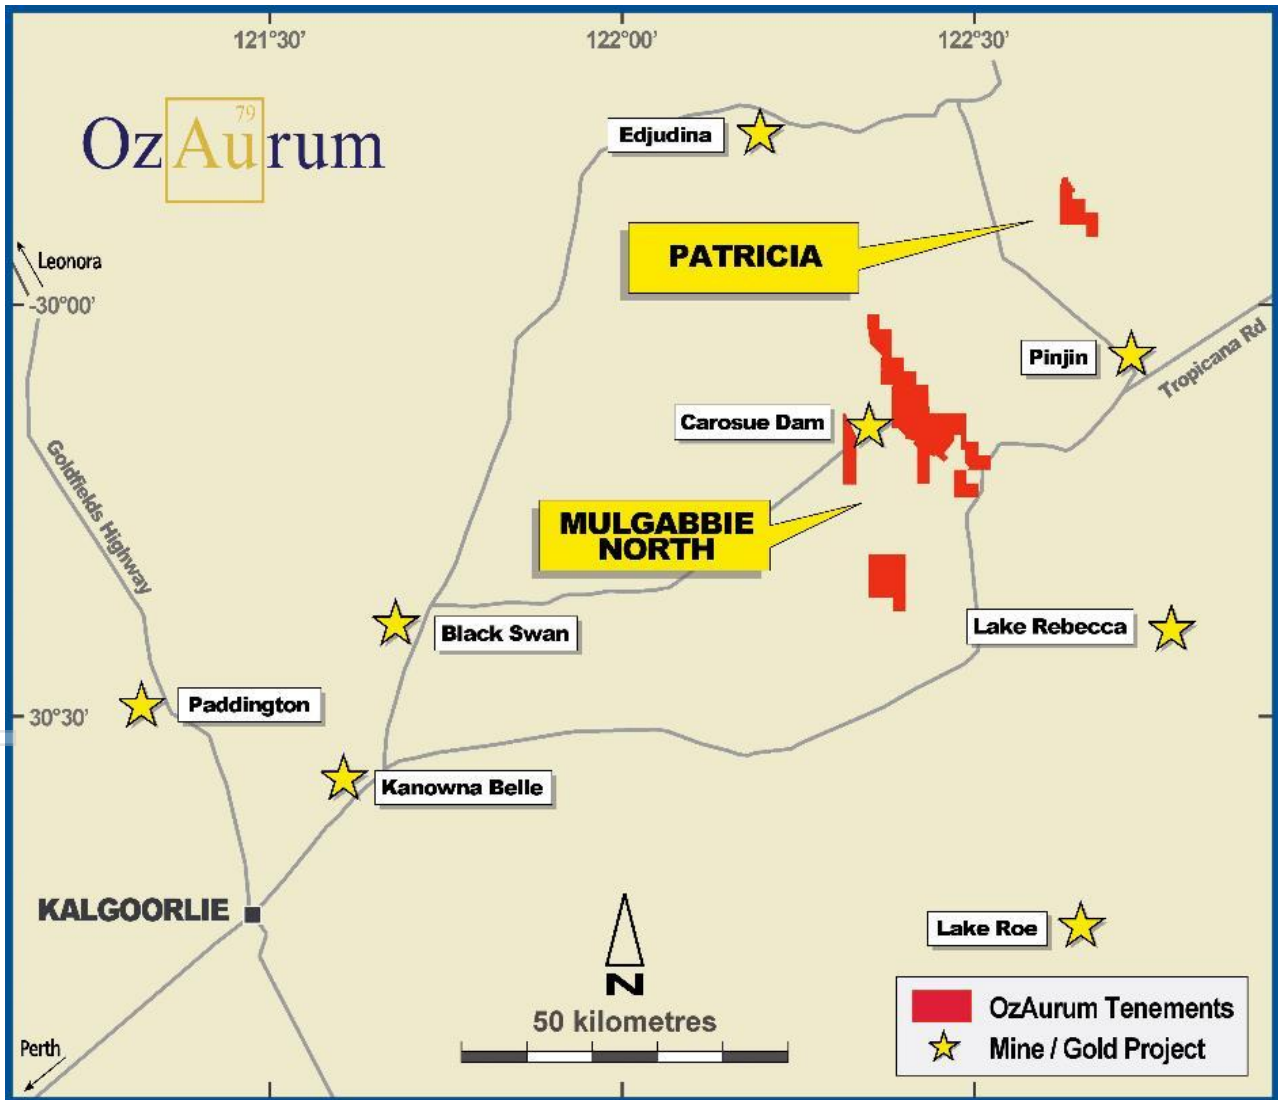 121°30'
122°00'
122°30'
79
OzAurum
Edjudina
PATRICIA
Leonora
-30°00'
Pinjin
Tropicana Rd
Carosue Dam
Goldfields Highway
MULGABBIE
NORTH
Lake Rebecca
Black Swan
Paddington
30°30'
Kanowna Belle
KALGOORLIE
Lake Roe
N
50 kilometres
OzAurum Tenements
Mine / Gold Project
Perth